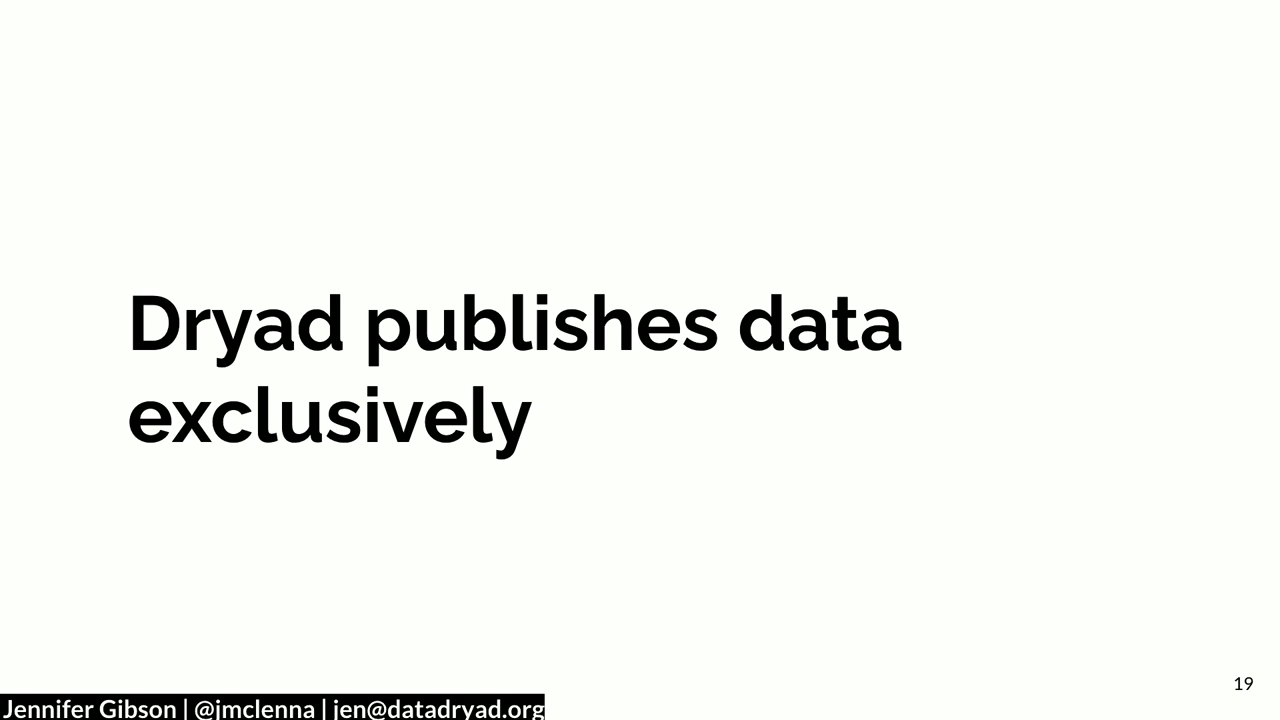 Dryad publishes data
exclusively
19
Jennifer Gibson | @jmclenna | jen@datadryad.org